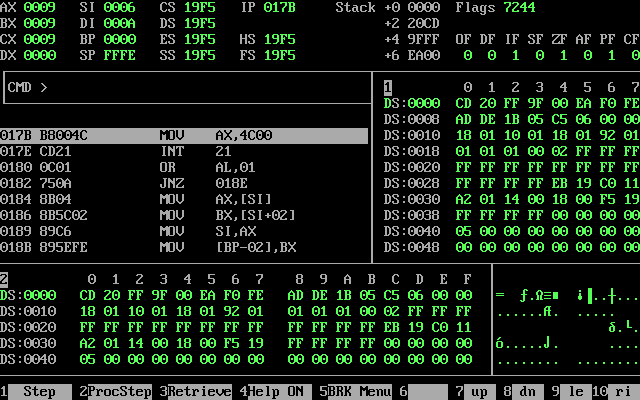 AX 0009 SI 0006 CS 19F5 IP 017B Stack +0 0000 Flags 7244
BX 0009 DI 000A DS 19F5 +2 20CD
CX 0009 BP 0000 ES 19F5 HS 19F5 +4 9FFF OF DF IF SF ZF AF PF CF
DX 0000 SP FFFE SS 19F5 FS 19F5 +6 EA00 0 0 1 0 1 0 1 0
CMD >
1 0 1 2 3 4 5 6 7
DS:0000 CD 20 FF 9F 00 EA F0 FE
DS:0008 AD DE 1B 05 C5 06 00 00
017B B8004C MOV AX,4C00 DS:0010 18 01 10 01 18 01 92 01
017E CD21 INT 21 DS:0018 01 01 01 00 02 FF FF FF
0180 0C01 OR AL,01 DS:0020 FF FF FF FF FF FF FF FF
0182 750A JNZ 018E DS:0028 FF FF FF FF EB 19 C0 11
0184 8B04 MOV AX,[SI] DS:0030 A2 01 14 00 18 00 F5 19
0186 8B5C02 MOV BX,[SI+02] DS:0038 FF FF FF FF 00 00 00 00
0189 89C6 MOV SI,AX DS:0040 05 00 00 00 00 00 00 00
018B 895EFE MOV [BP-02],BX DS:0048 00 00 00 00 00 00 00 00
2 0 1 2 3 4 5 6 7 8 9 A B C D E F
DS:0000 CD 20 FF 9F 00 EA F0 FE AD DE 1B 05 C5 06 00 00 = ƒ.Ω≡■ ¡▐..┼...
DS:0010 18 01 10 01 18 01 92 01 01 01 01 00 02 FF FF FF ......Æ. .....
DS:0020 FF FF FF FF FF FF FF FF FF FF FF FF EB 19 C0 11 δ.└.
DS:0030 A2 01 14 00 18 00 F5 19 FF FF FF FF 00 00 00 00 ó.....⌡. ....
DS:0040 05 00 00 00 00 00 00 00 00 00 00 00 00 00 00 00 ........ ........
1 Step 2ProcStep 3Retrieve 4Help ON 5BRK Menu 6 7 up 8 dn 9 le 10 ri